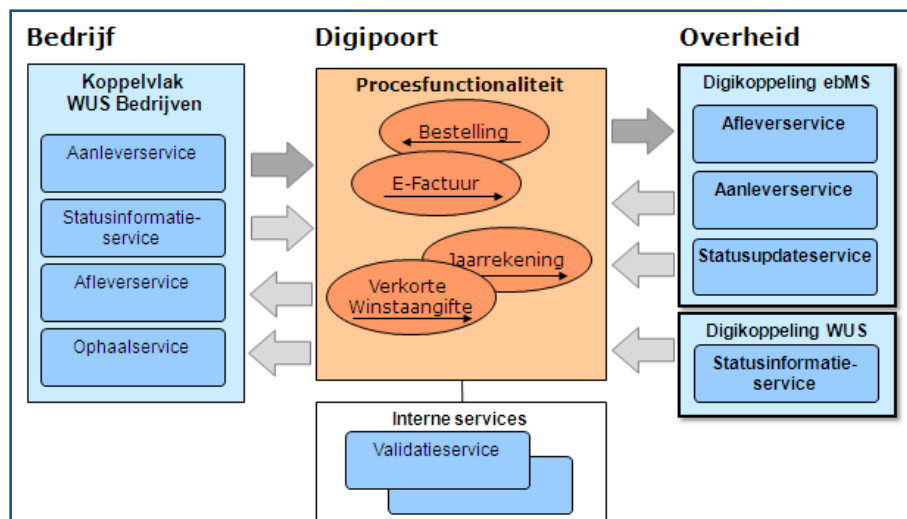 Bedrijf
Digipoort
Overheid
Koppelvlak
WUS Bedrijven
Aanleverservice
Statusinformatie-
service
Afleverservice
Ophaalservice
Procesfunctionaliteit
Bestelling
E-Factuur
Jaarrekening
Verkorte
Winstaangifte
Interne services
Validatieservice
Digikoppeling ebMS
Afleverservice
Aanleverservice
Statusupdateservice
Digikoppeling WUS
Statusinformatie-
service